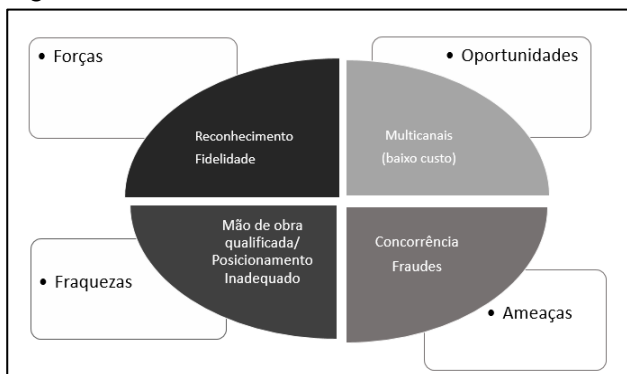 • Forças
• Oportunidades
Reconhecimento
Fidelidade
Multicanais
(baixo custo)
Mão de obra
qualificada/
Posicionamento
Inadequado
Concorrência
Fraudes
• Fraquezas
• Ameaças